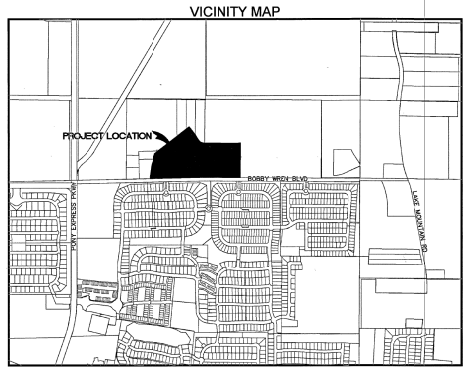 VICINITY MAP
PROJECT LOCATION
BOBBY WREN BLVD
PONY EXPRESS PKWY
LAKE MOUNTAIN RD